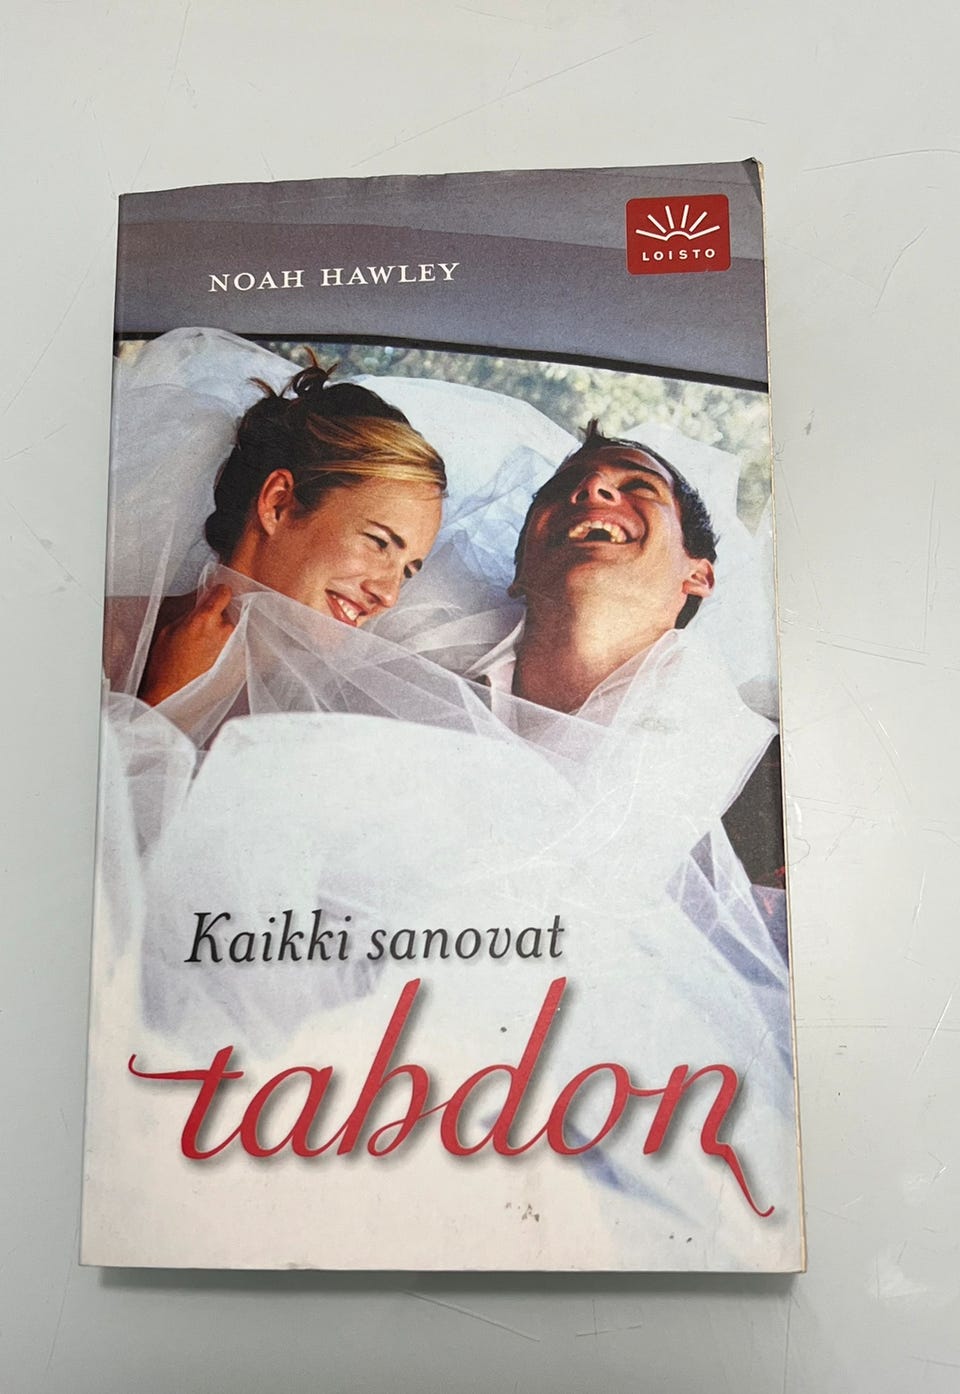 LOISTO
NOAH HAWLEY
Kaikki sanovat
tahdon